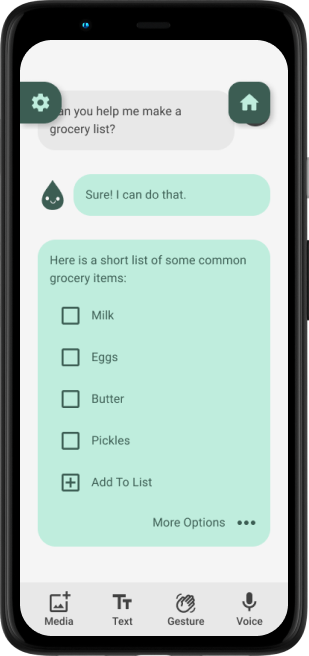 an you help me make a
grocery list?
Sure! I can do that.
Here is a short list of some common
grocery items:
Milk
Eggs
Butter
Pickles
Add To List
More Options
Media
Text
Gesture
Voice